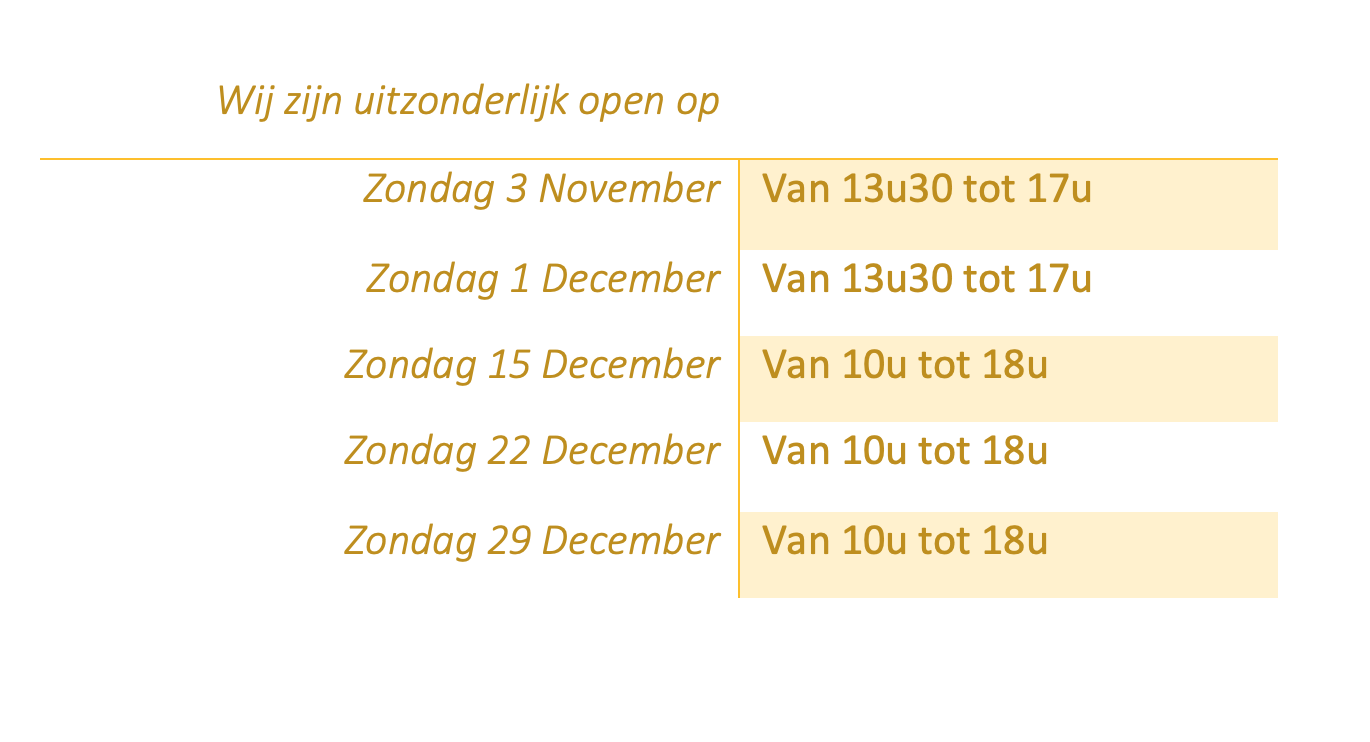 Wij zijn uitzonderlijk open op
Zondag 3 November Van 13u30 tot 17u
Zondag 1 December Van 13u30 tot 17u
Zondag 15 December Van 10u tot 18u
Zondag 22 December Van 10u tot 18u
Zondag 29 December Van 10u tot 18u